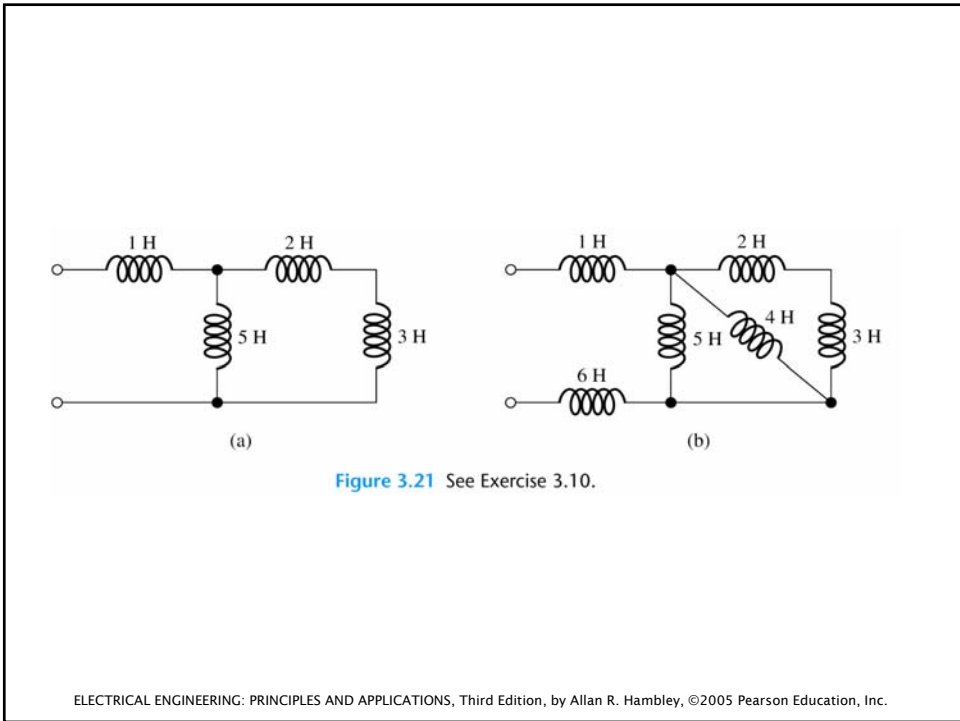 1 H
2 H
5 H
3 H
(a)
1 H
2 H
4 H
5 H
3 H
6 H
(b)
Figure 3.21 See Exercise 3.10.
ELECTRICAL ENGINEERING: PRINCIPLES AND APPLICATIONS, Third Edition, by Allan R. Hambley, ©2005 Pearson Education, Inc.